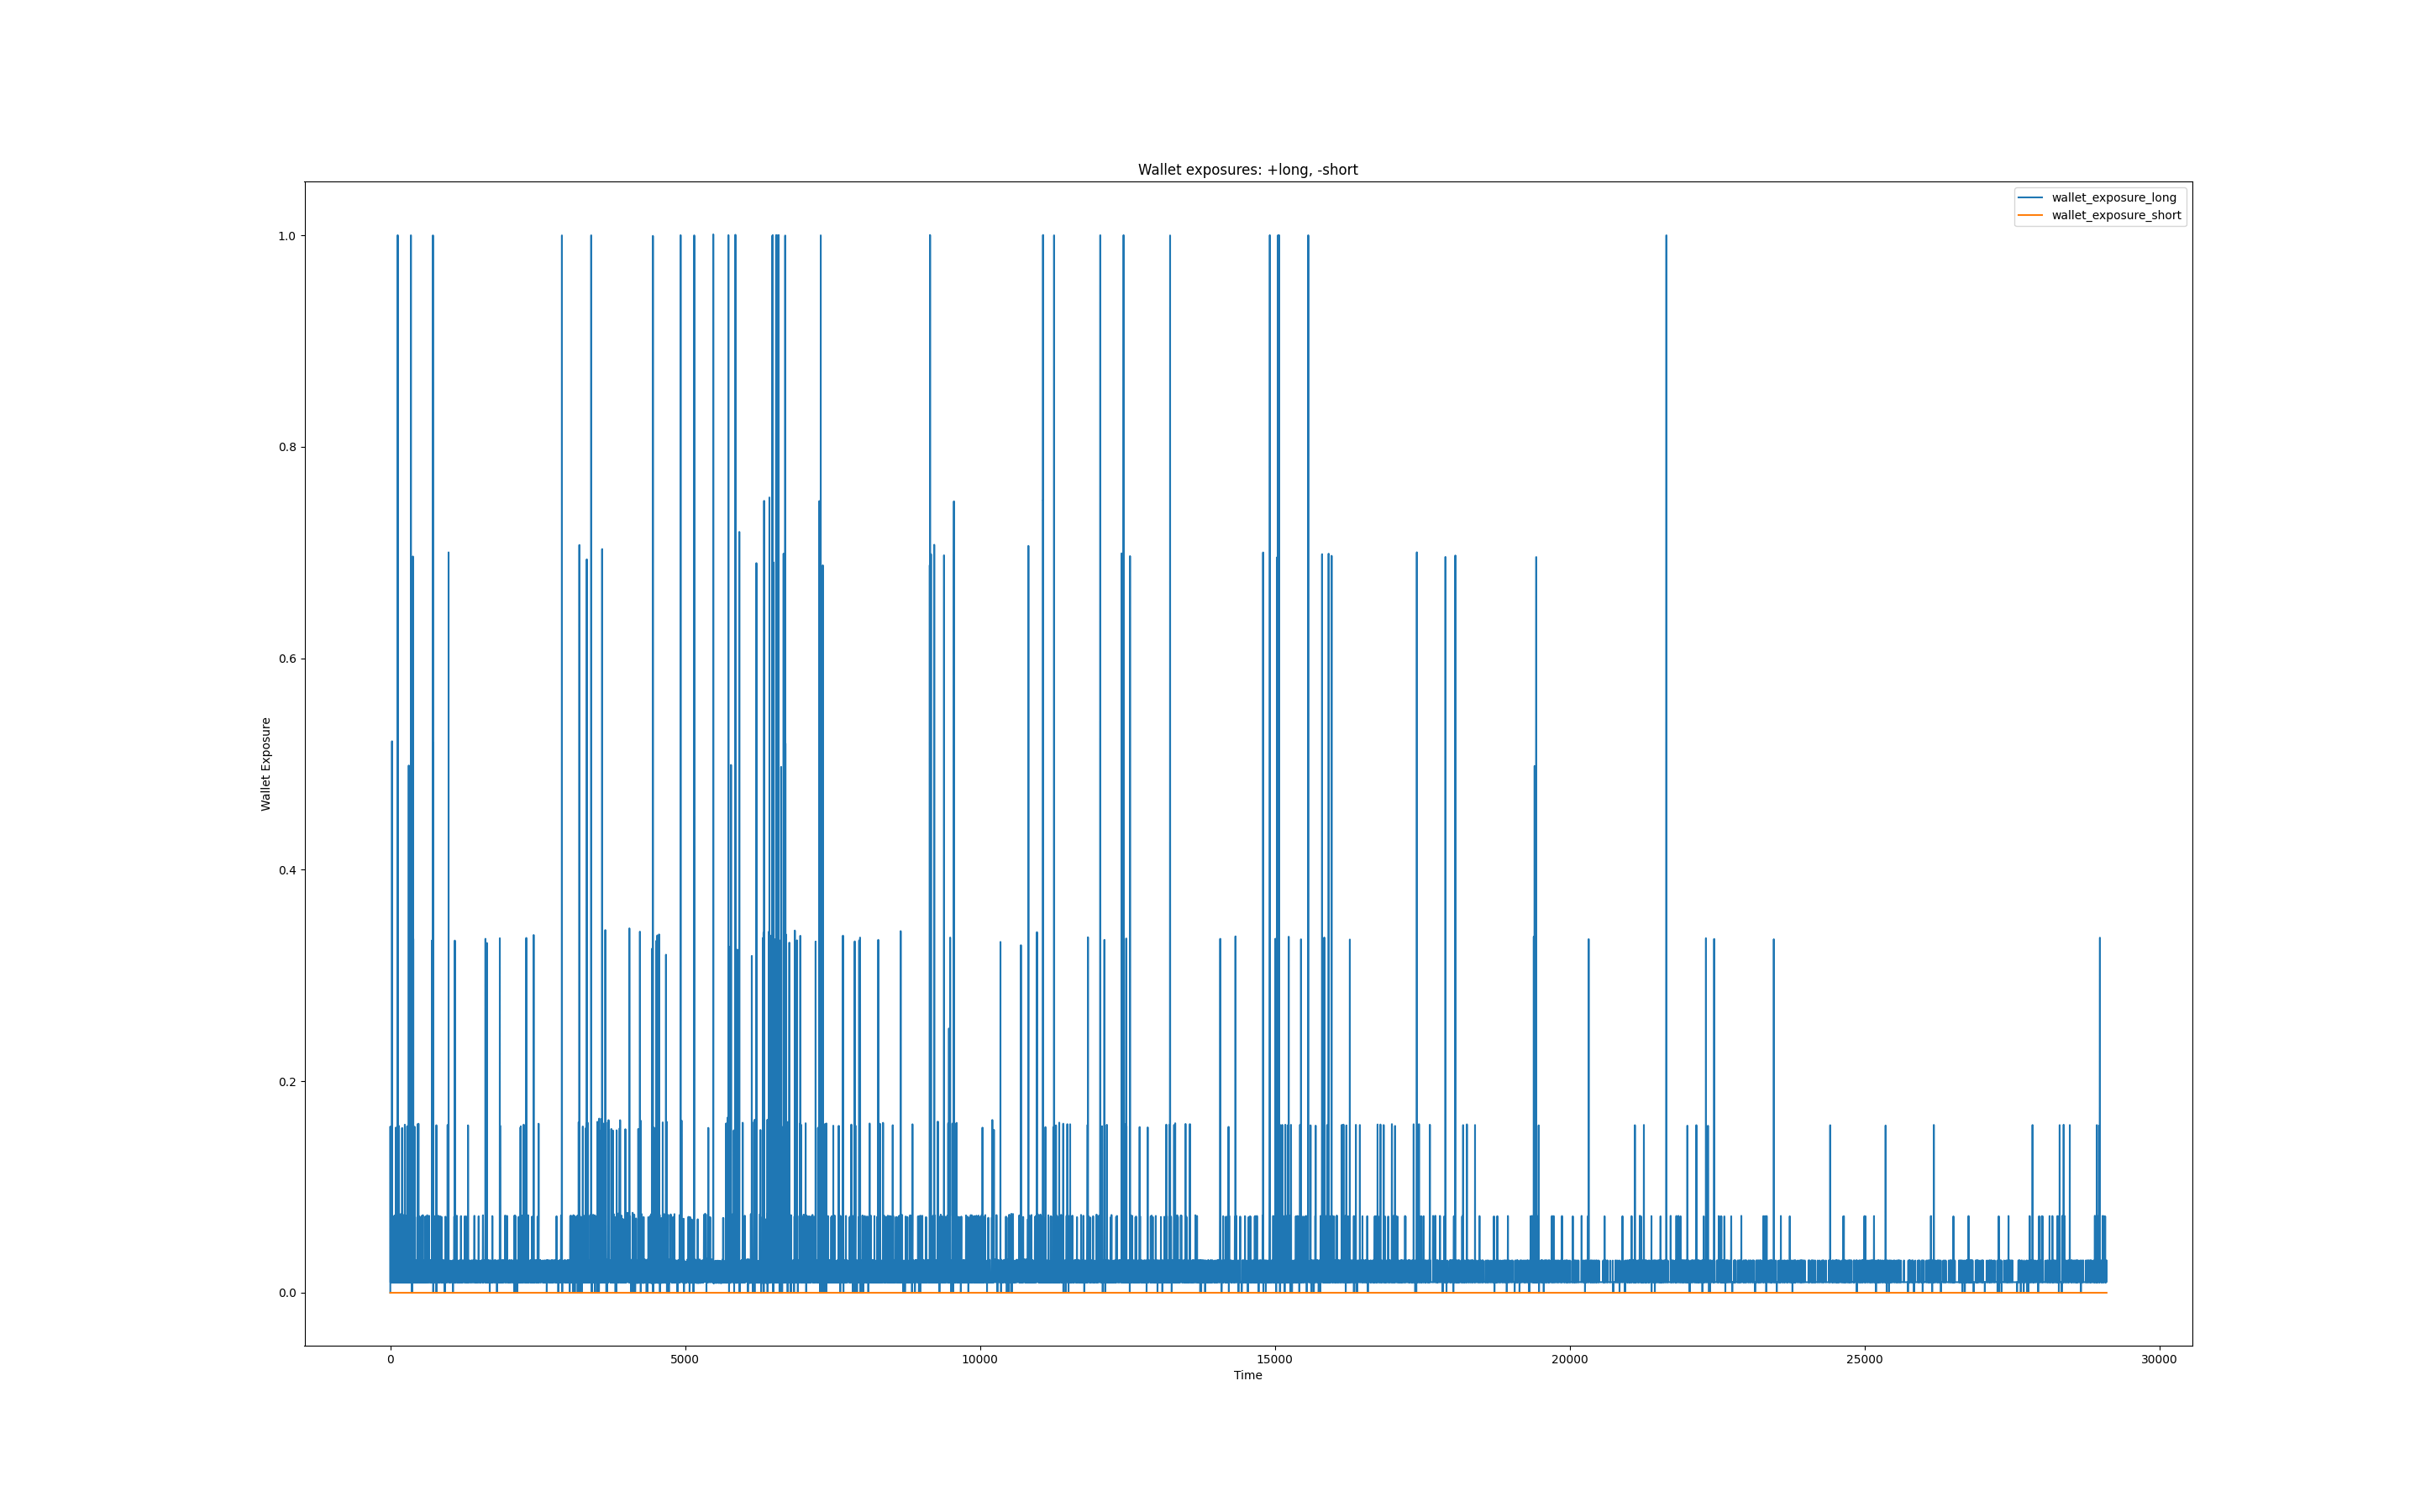 Wallet exposures: +long, -short
wallet_exposure_long
wallet_exposure_short
1.0
0.8
0.6
0.4
0.2
0.0
Wallet Exposure
0 5000 10000 15000 20000 25000 30000
Time